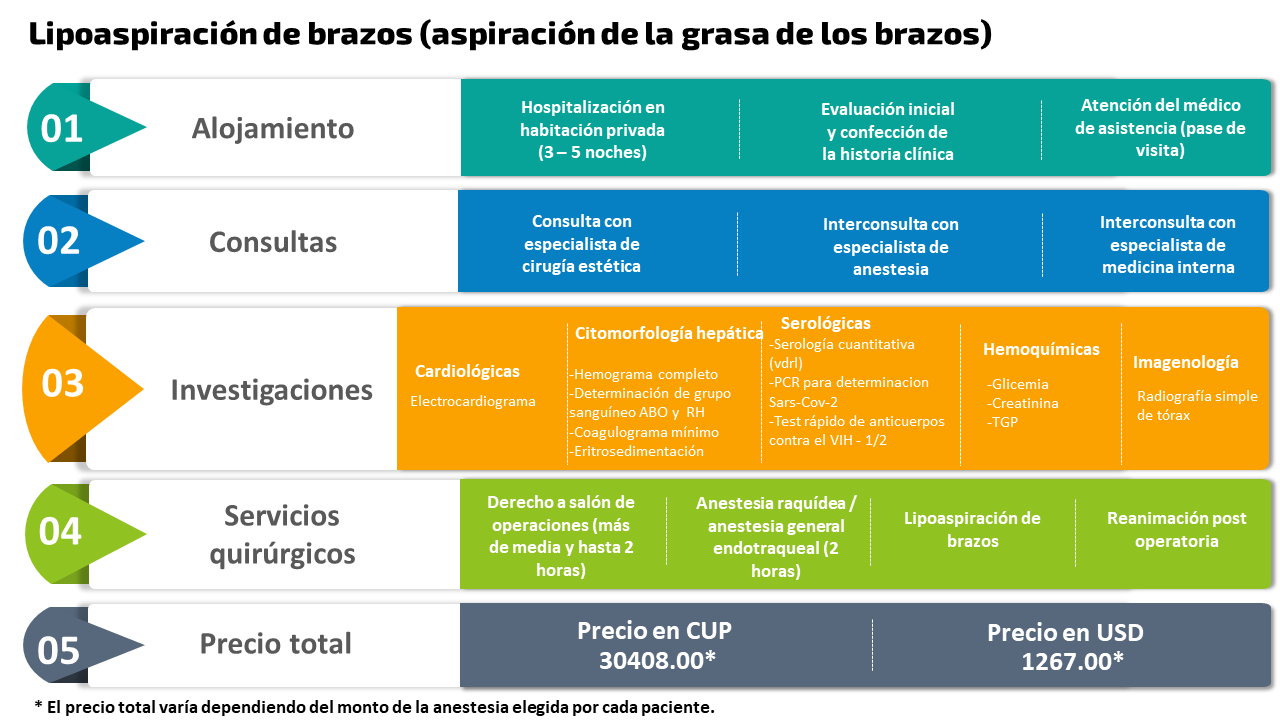 Lipoaspiración de brazos (aspiración de la grasa de los brazos)
01
Alojamiento
Hospitalización en
habitación privada
(3 – 5 noches)
Evaluación inicial
y confección de
la historia clínica
Atención del médico
de asistencia (pase de
visita)
02
Consultas
Consulta con
especialista de
cirugía estética
Interconsulta con
especialista de
anestesia
Interconsulta con
especialista de
medicina interna
03
Investigaciones
Cardiológicas
Electrocardiograma
Citomorfología hepática
-Hemograma completo
-Determinación de grupo
sanguíneo ABO y RH
-Coagulograma mínimo
-Eritrosedimentación
Serológicas
-Serología cuantitativa
(vdrl)
-PCR para determinacion
Sars-Cov-2
-Test rápido de anticuerpos
contra el VIH - 1/2
Hemoquímicas
-Glicemia
-Creatinina
-TGP
Imagenología
Radiografía simple
de tórax
04
Servicios
quirúrgicos
Derecho a salón de
operaciones (más
de media y hasta 2
horas)
Anestesia raquídea /
anestesia general
endotraqueal (2
horas)
Lipoaspiración de
brazos
Reanimación post
operatoria
05
Precio total
Precio en CUP
30408.00*
Precio en USD
1267.00*
* El precio total varía dependiendo del monto de la anestesia elegida por cada paciente.